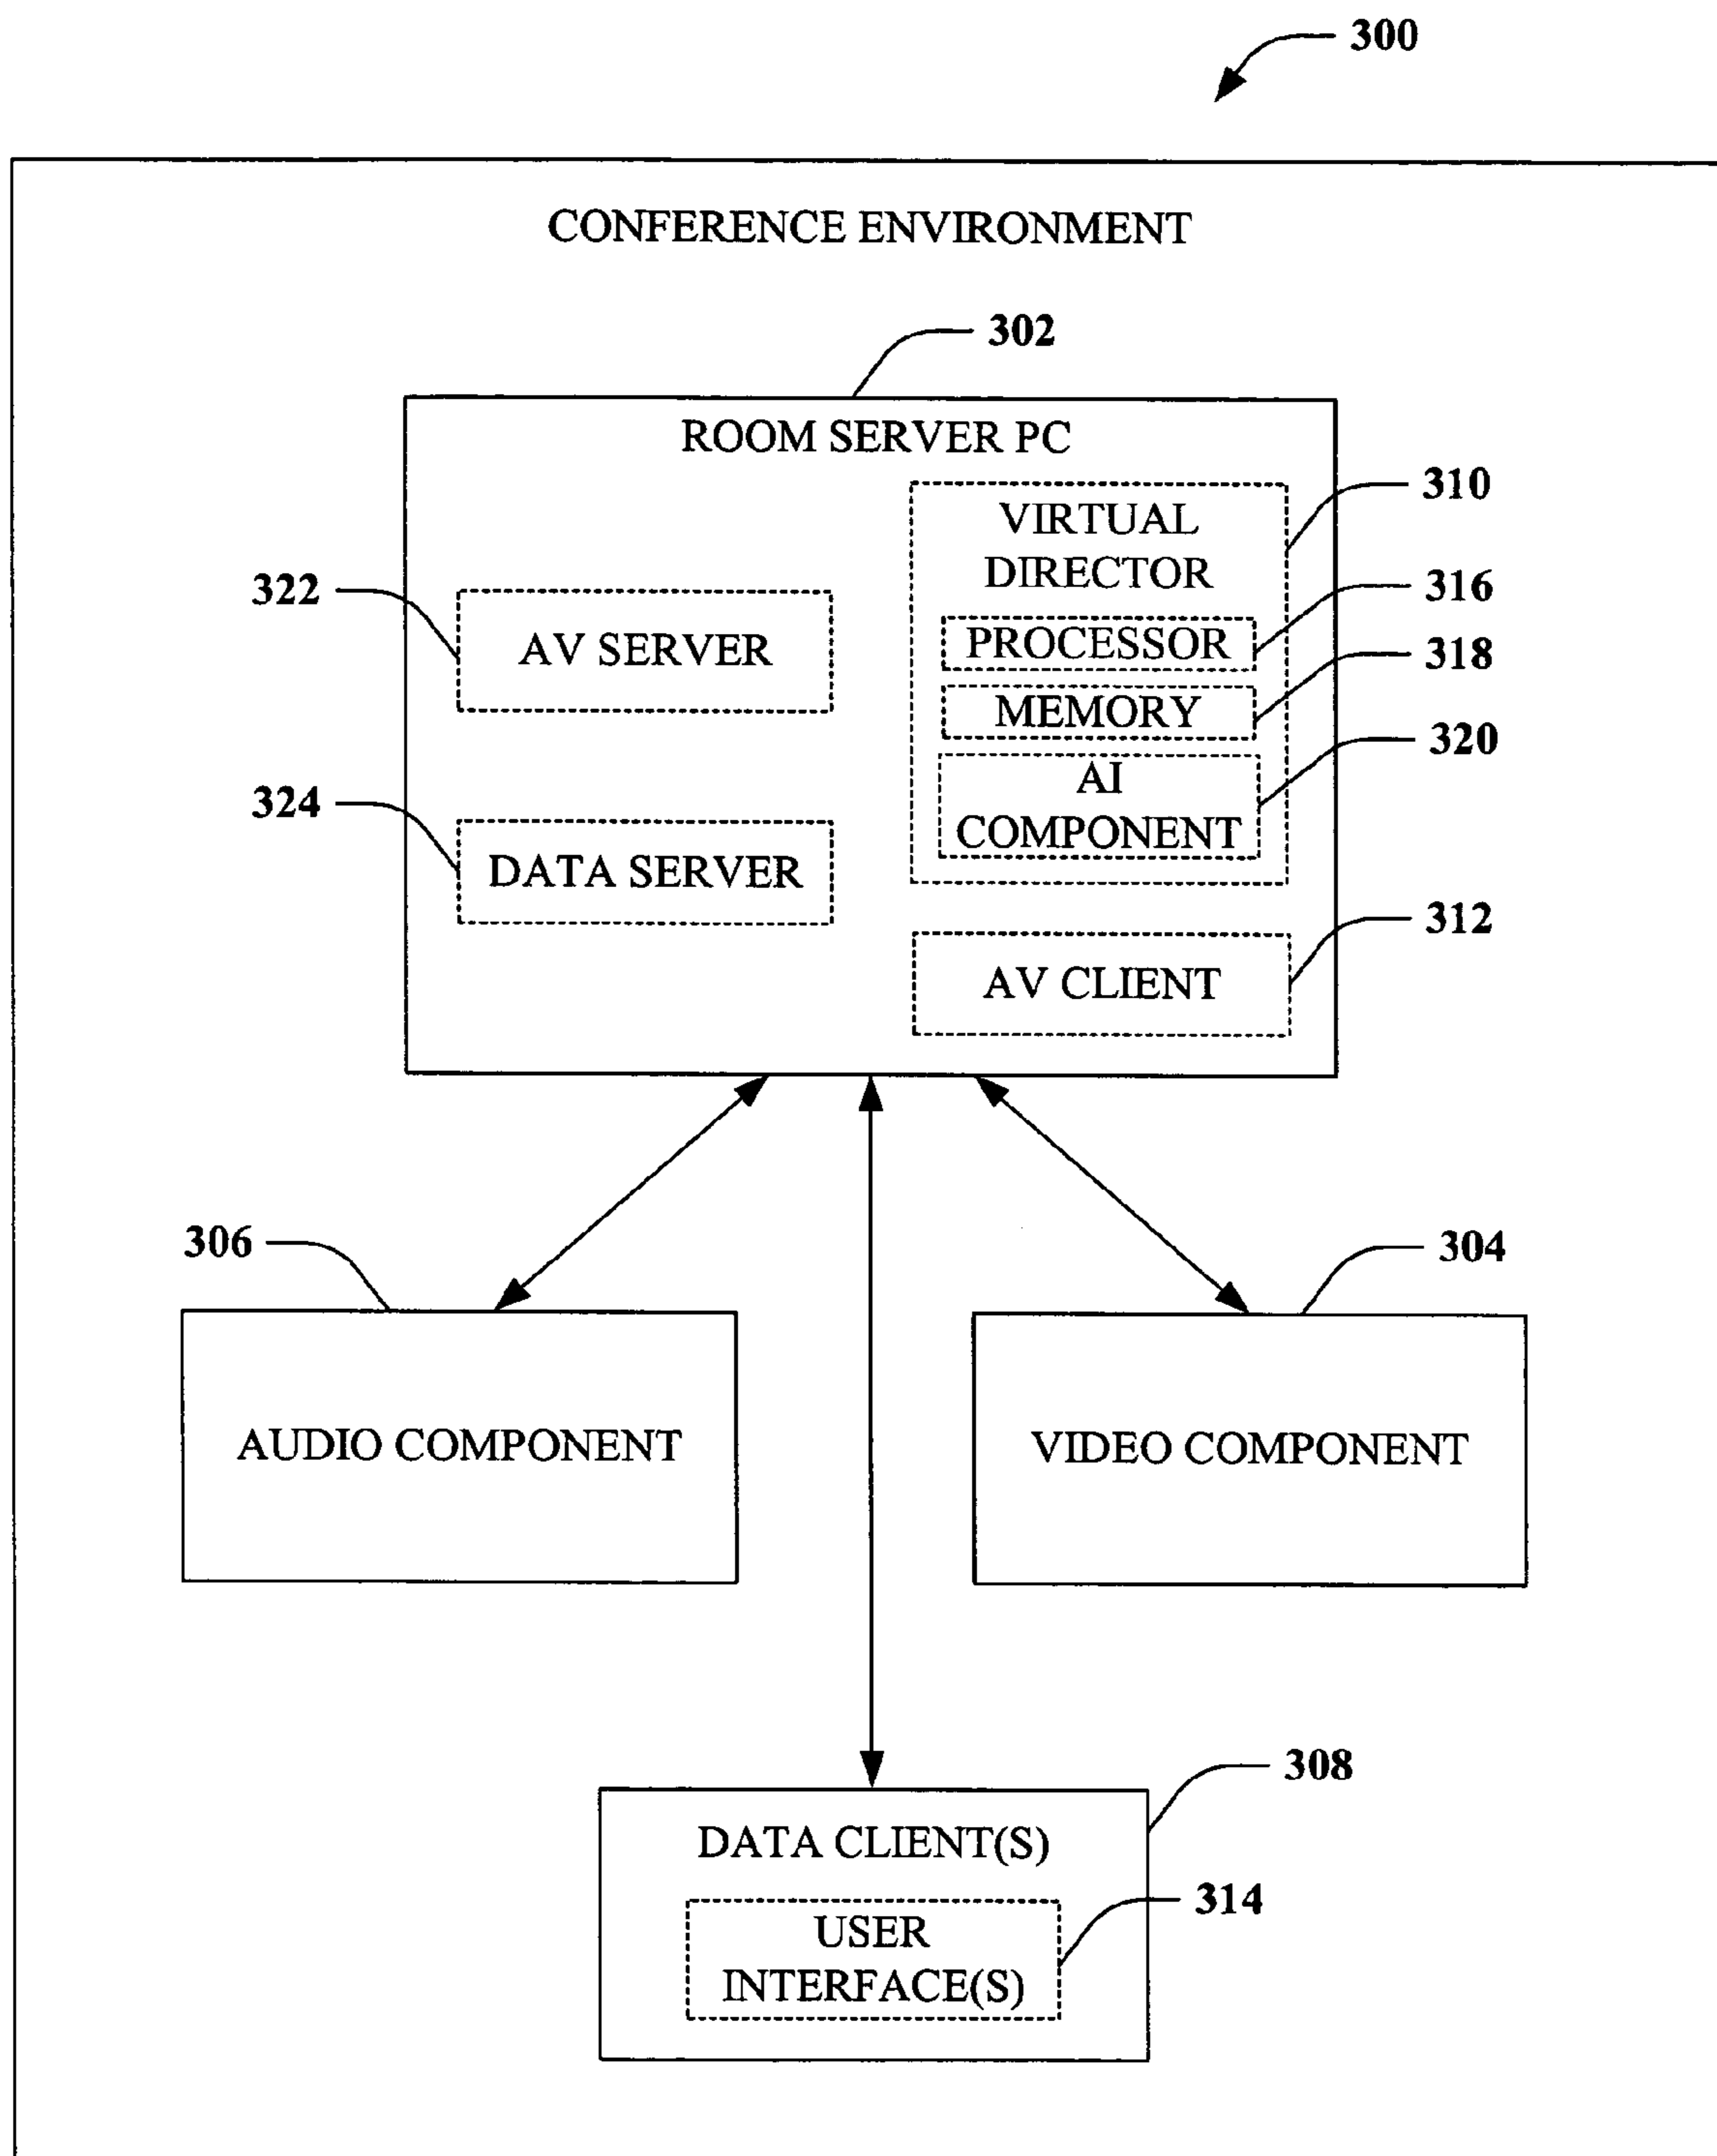 300
CONFERENCE ENVIRONMENT
302
ROOM SERVER PC
310
VIRTUAL
DIRECTOR
316
PROCESSOR
318
MEMORY
320
AI
COMPONENT
322
AV SERVER
324
DATA SERVER
312
AV CLIENT
306
AUDIO COMPONENT
304
VIDEO COMPONENT
308
DATA CLIENT(S)
314
USER
INTERFACE(S)